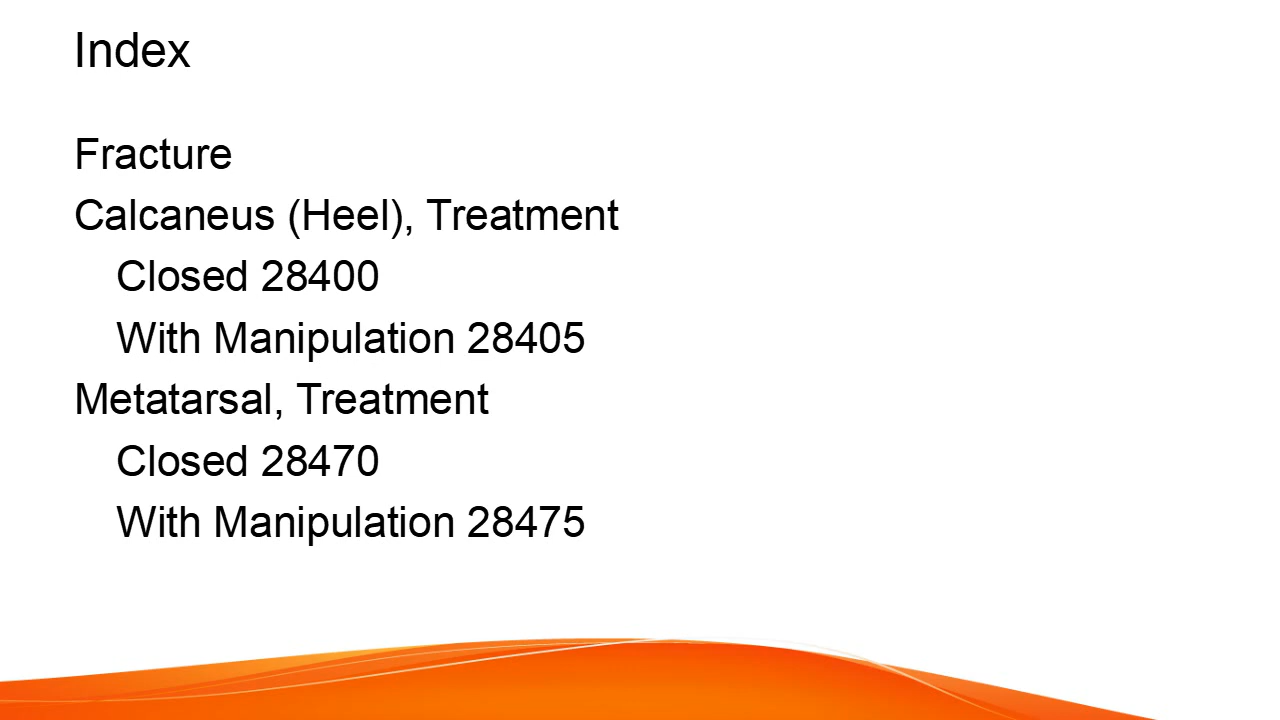 Index
Fracture
Calcaneus (Heel), Treatment
Closed 28400
With Manipulation 28405
Metatarsal, Treatment
Closed 28470
With Manipulation 28475